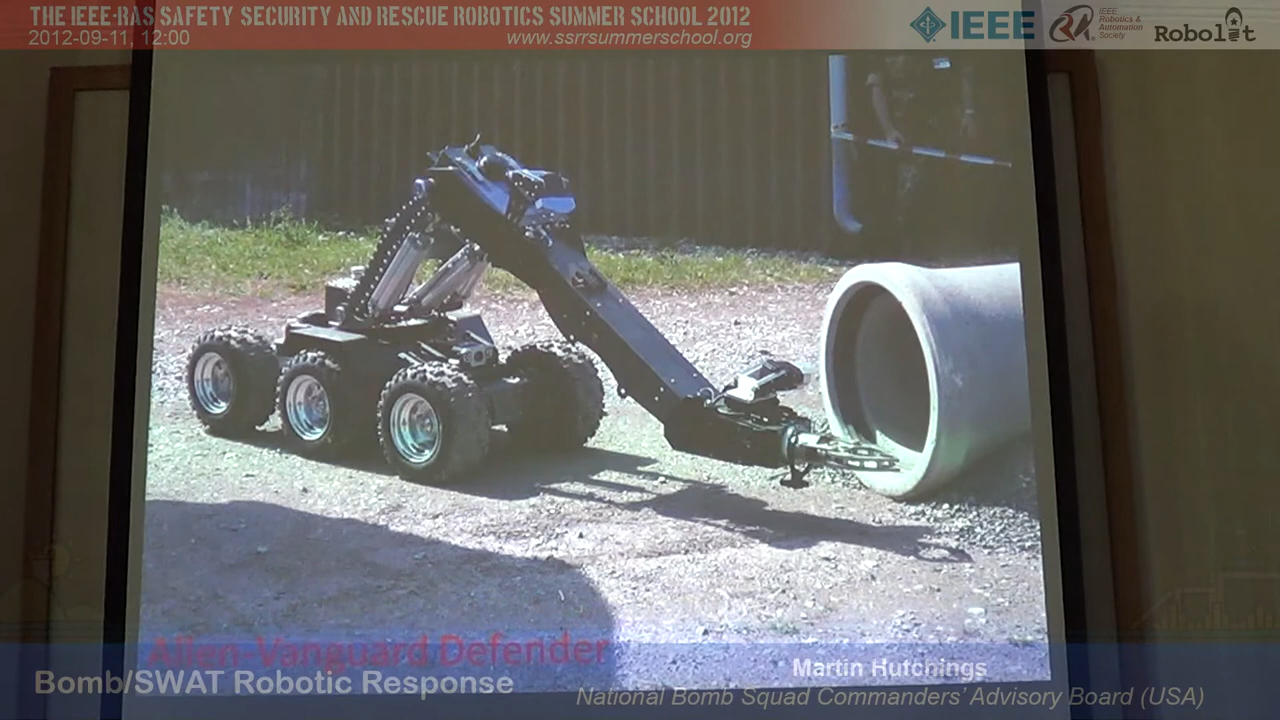 THE IEEE-RAS SAFETY SECURITY AND RESCUE ROBOTICS SUMMER SCHOOL 2012
2012-09-11, 12:00
www.ssrrsummerschool.org
IEEE
IEEE
Robotics &
Automation
Society
Robolit
Allen-Vanguard Defender
Martin Hutchings
Bomb/SWAT Robotic Response
National Bomb Squad Commanders' Advisory Board (USA)